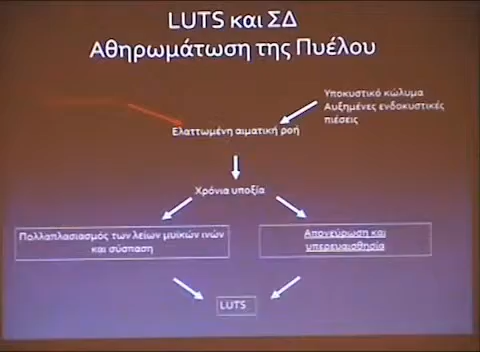 LUTS και ΣΔ
Αθηρωμάτωση της Πυέλου
Υποκυστικό κώλυμα
Αυξημένες ενδοκυστικές
πιέσεις
Ελαττωμένη αιματική ροή
Χρόνια υποξία
Πολλαπλασιασμός των λείων μυϊκών ινών
και σύσπαση
Απονεύρωση και
υπερευαισθησία
LUTS